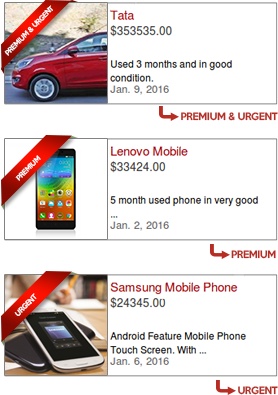 PREMIUM & URGENT
Tata
$353535.00
Used 3 months and in good
condition.
Jan. 9, 2016
PREMIUM & URGENT
PREMIUM
Lenovo Mobile
$33424.00
5 month used phone in very good
...
Jan. 2, 2016
PREMIUM
URGENT
Samsung Mobile Phone
$24345.00
Android Feature Mobile Phone
Touch Screen. With ...
Jan. 6, 2016
URGENT